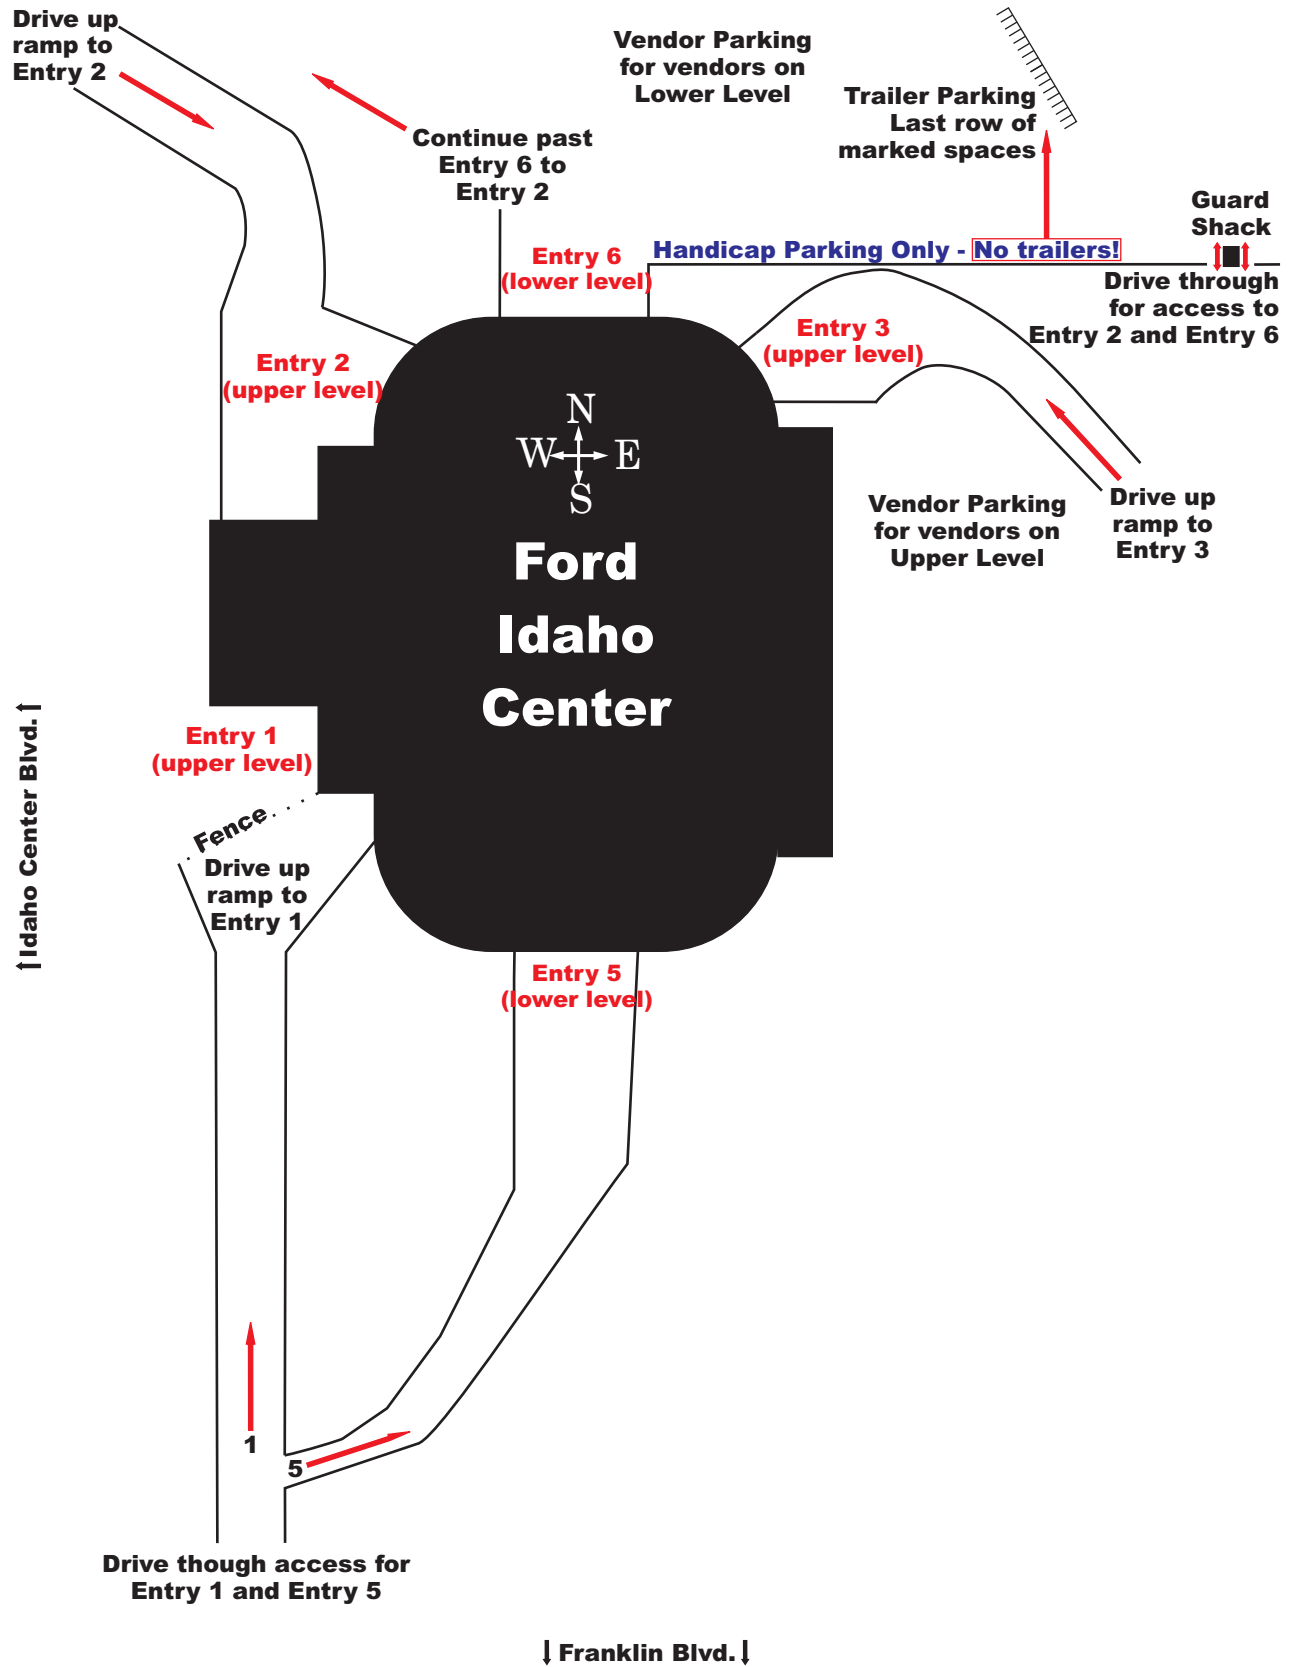 Drive up
ramp to
Entry 2
Vendor Parking
for vendors on
Lower Level
Trailer Parking
Last row of
marked spaces
Continue past
Entry 6 to
Entry 2
Guard
Shack
Handicap Parking Only - No trailers!
Entry 6
(lower level)
Drive through
for access to
Entry 2 and Entry 6
Entry 3
(upper level)
Entry 2
(upper level)
N
W E
S
Vendor Parking
for vendors on
Upper Level
Drive up
ramp to
Entry 3
Ford
Idaho
Center
Entry 1
(upper level)
Idaho Center Blvd.
Fence
Drive up
ramp to
Entry 1
Entry 5
(lower level)
1
5
Drive though access for
Entry 1 and Entry 5
Franklin Blvd.